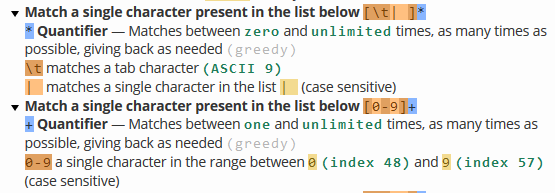 Match a single character present in the list below [\t| ]*
* Quantifier — Matches between zero and unlimited times, as many times as
possible, giving back as needed (greedy)
\t matches a tab character (ASCII 9)
|  matches a single character in the list |  (case sensitive)
Match a single character present in the list below [0-9]+
+ Quantifier — Matches between one and unlimited times, as many times as
possible, giving back as needed (greedy)
0-9 a single character in the range between 0 (index 48) and 9 (index 57)
(case sensitive)